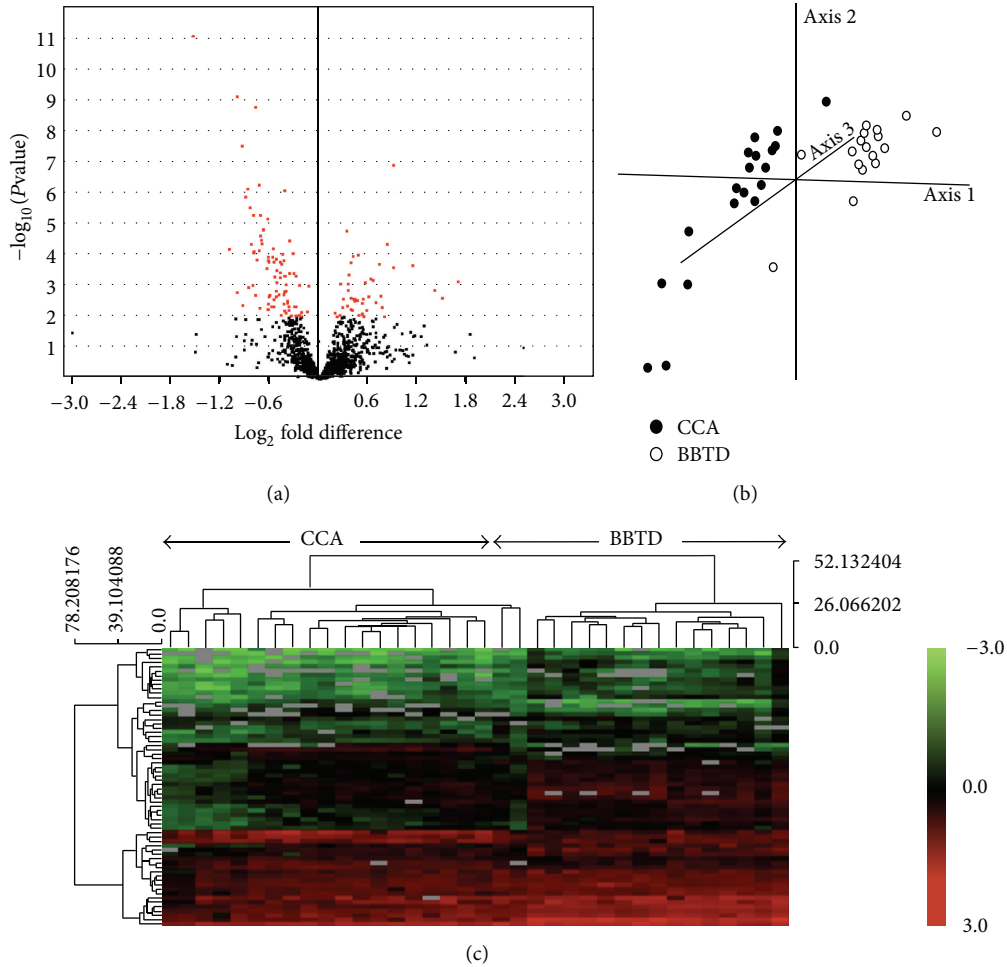 11
10
9
8
7
6
5
4
3
2
1
−log10 (Pvalue)
−3.0 −2.4 −1.8 −1.2 −0.6 0.6 1.2 1.8 2.4 3.0
Log2 fold difference
(a)
Axis 2
Axis 3
Axis 1
CCA
BBTD
(b)
CCA BBTD
78.208176
39.104088
0.0
52.132404
26.066202
0.0
−3.0
0.0
3.0
(c)